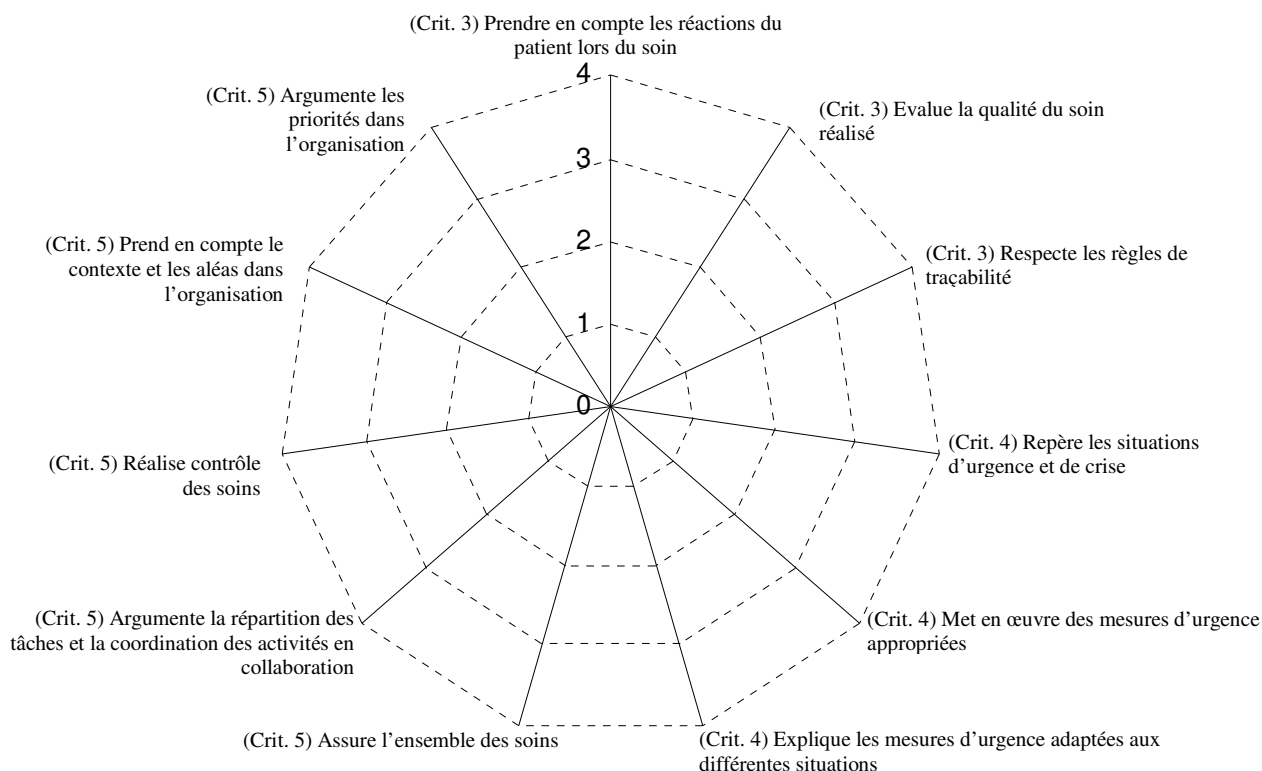 (Crit. 3) Prendre en compte les réactions du
patient lors du soin
4
(Crit. 5) Argumente les
priorités dans
l'organisation
(Crit. 3) Evalue la qualité du soin
réalisé
3
2
(Crit. 5) Prend en compte le
contexte et les aléas dans
l'organisation
(Crit. 3) Respecte les règles de
traçabilité
1
0
(Crit. 5) Réalise contrôle
des soins
(Crit. 4) Repère les situations
d'urgence et de crise
(Crit. 5) Argumente la répartition des
tâches et la coordination des activités en
collaboration
(Crit. 4) Met en œuvre des mesures d'urgence
appropriées
(Crit. 5) Assure l'ensemble des soins
(Crit. 4) Explique les mesures d'urgence adaptées aux
différentes situations